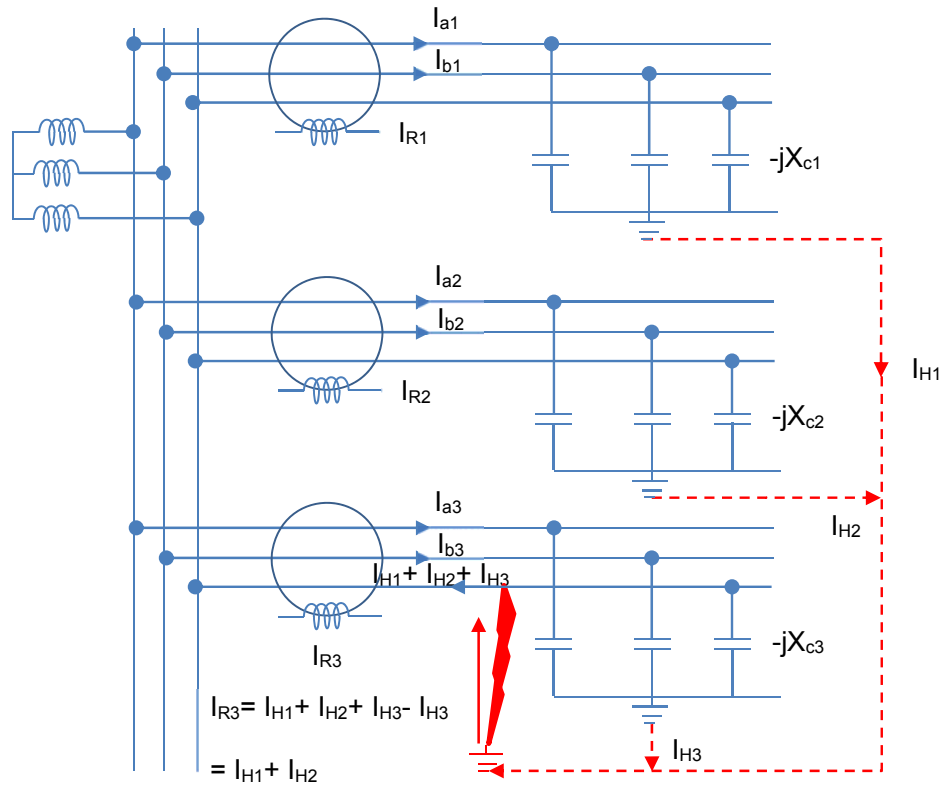 Ia1
Ib1
IR1
-jXc1
Ia2
Ib2
IH1
IR2
-jXc2
Ia3
IH2
Ib3
IH1+ IH2+ IH3
IR3
-jXc3
IR3= IH1+ IH2+ IH3- IH3
IH3
= IH1+ IH2